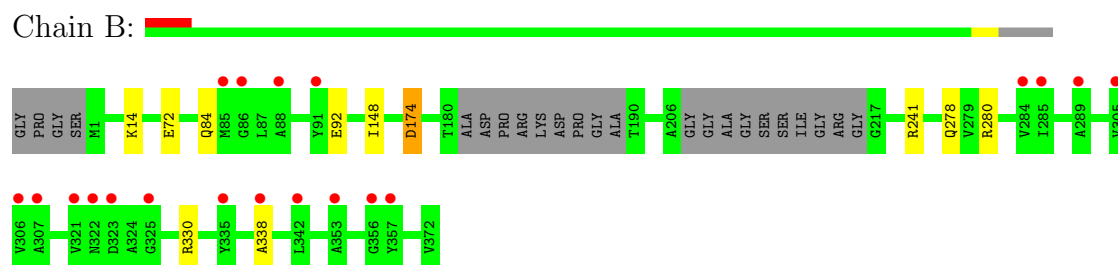 Chain B:
GLY PRO GLY SER M1 K14 E72 Q84 M85 G86 L87 A88 Y91 E92 I148 D174 T180 ALA ASP PRO ARG LYS ASP PRO GLY ALA T190 A206 GLY GLY ALA GLY SER SER ILE GLY ARG GLY G217 R241 Q278 V279 R280 V284 I285 A289 V305
V306 A307 V321 N322 D323 A324 G325 R330 Y335 A338 L342 A353 G356 Y357 V372